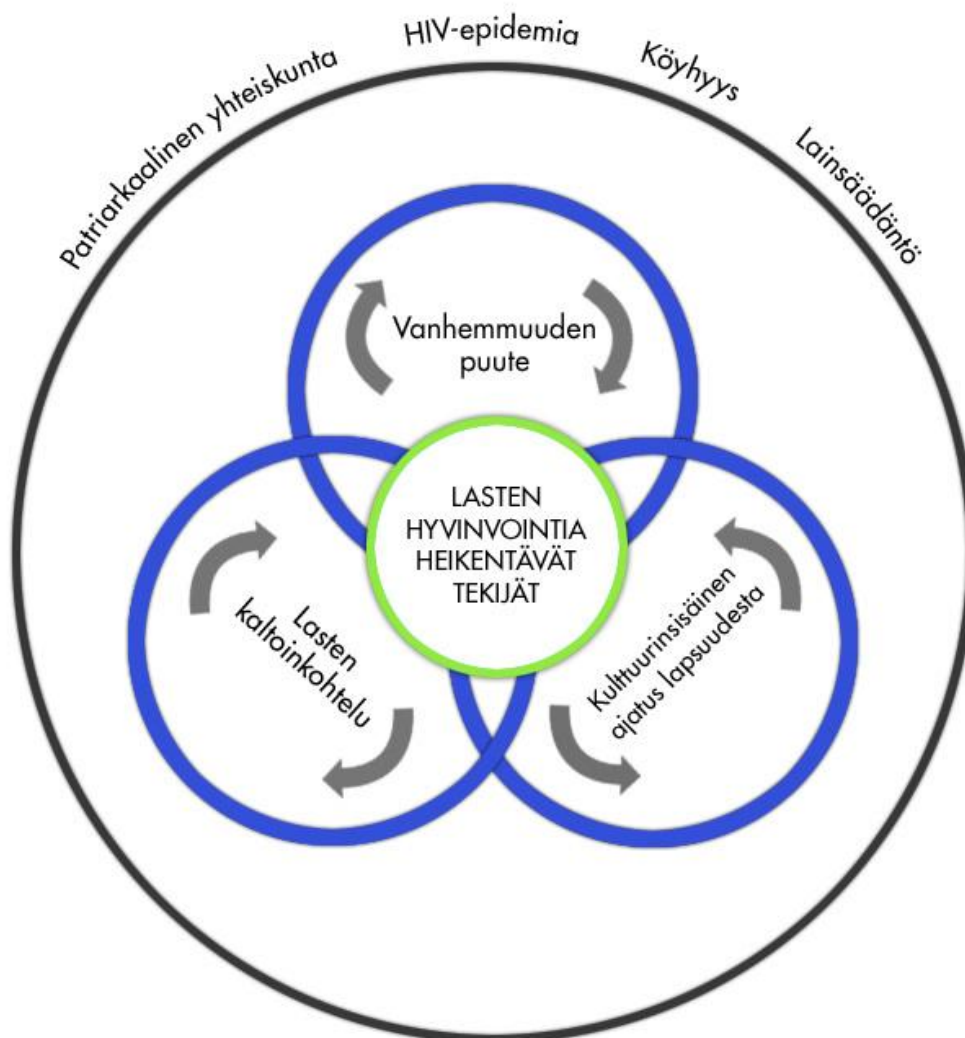 Patriarkaalinen yhteiskunta
HIV-epidemia
Köyhyys
Lainsäädäntö
Vanhemmuuden
puute
LASTEN
HYVINVOINTIA
HEIKENTÄVÄT
TEKIJÄT
Lasten
kaltoinkohtelu
Kulttuurinsisäinen
ajatus lapsuudesta